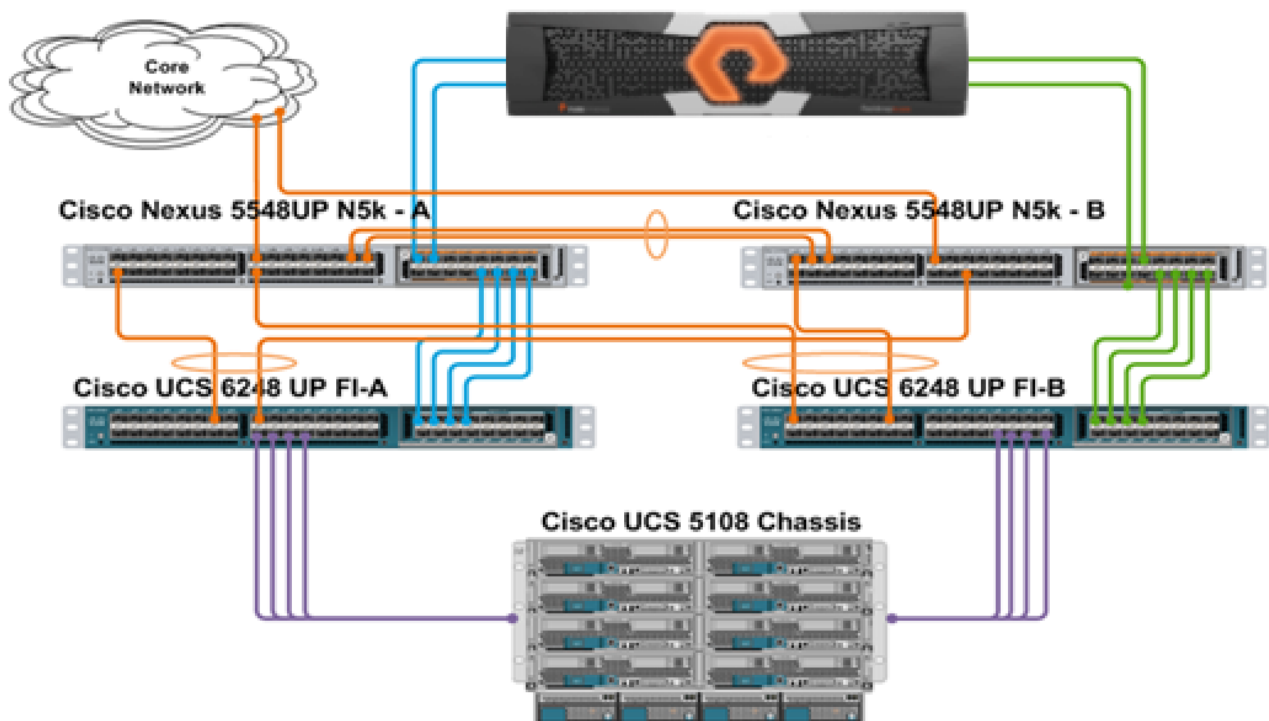 Core
Network
Cisco Nexus 5548UP N5k - A
Cisco Nexus 5548UP N5k - B
Cisco UCS 6248 UP FI-A
Cisco UCS 6248 UP FI-B
Cisco UCS 5108 Chassis